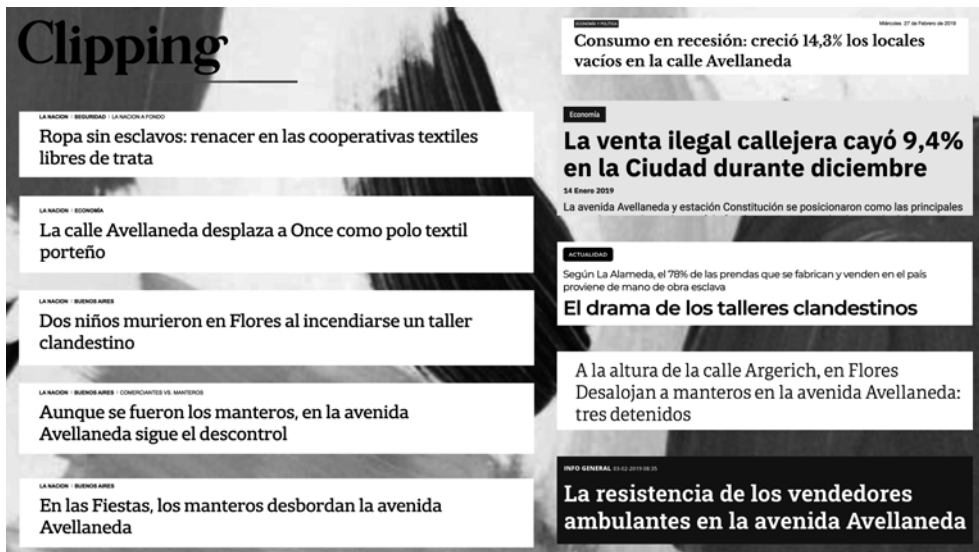 Clipping
LA NACION | SEGURIDAD | LA NACION A FONDO
Ropa sin esclavos: renacer en las cooperativas textiles
libres de trata
LA NACION | ECONOMÍA
La calle Avellaneda desplaza a Once como polo textil
porteño
LA NACION | BUENOS AIRES
Dos niños murieron en Flores al incendiarse un taller
clandestino
LA NACION | BUENOS AIRES | COMERCIANTES VS. MANTEROS
Aunque se fueron los manteros, en la avenida
Avellaneda sigue el descontrol
LA NACION | BUENOS AIRES
En las Fiestas, los manteros desbordan la avenida
Avellaneda
ECONOMÍA Y POLÍTICA
Miércoles 27 de Febrero de 2019
Consumo en recesión: creció 14,3% los locales
vacíos en la calle Avellaneda
Economía
La venta ilegal callejera cayó 9,4%
en la Ciudad durante diciembre
14 Enero 2019
La avenida Avellaneda y estación Constitución se posicionaron como las principales
ACTUALIDAD
Según La Alameda, el 78% de las prendas que se fabrican y venden en el país
proviene de mano de obra esclava
El drama de los talleres clandestinos
A la altura de la calle Argerich, en Flores
Desalojan a manteros en la avenida Avellaneda:
tres detenidos
INFO GENERAL 03-02-2019 08:35
La resistencia de los vendedores
ambulantes en la avenida Avellaneda